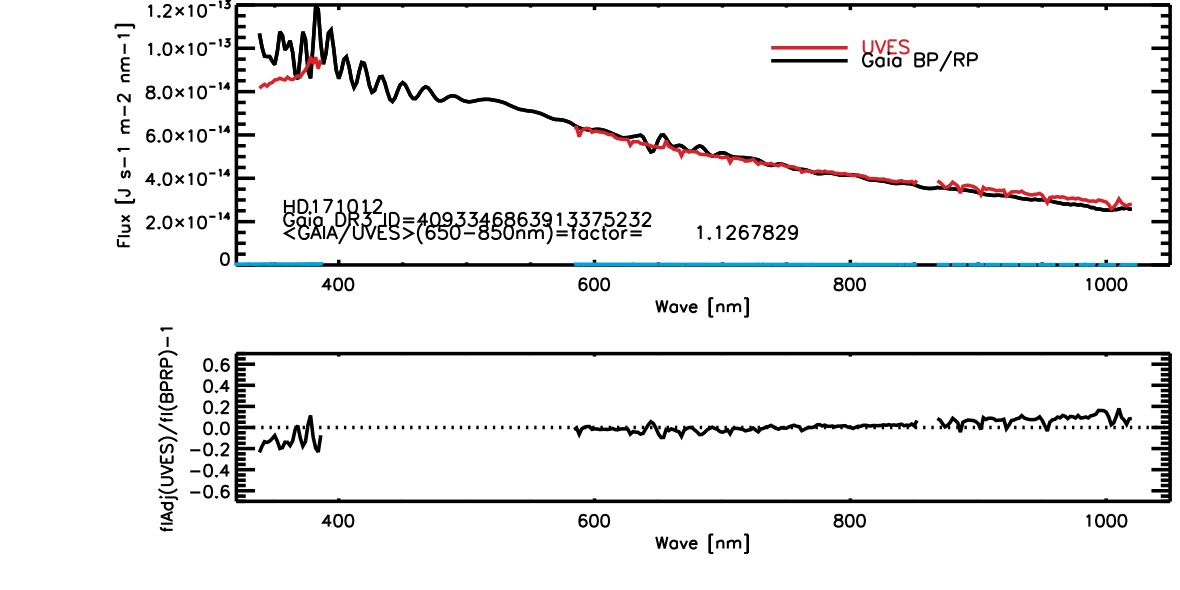 1.2×10−13
1.0×10−13
8.0×10−14
6.0×10−14
4.0×10−14
2.0×10−14
0
Flux [J s−1 m−2 nm−1]
UVES
Gaia BP/RP
HD171012
Gaia DR3 ID=4093346863913375232
<GAIA/UVES>(650−850nm)=factor= 1.1267829
400 600 800 1000
Wave [nm]
flAdj(UVES)/fl(BPRP)−1
0.6
0.4
0.2
0.0
−0.2
−0.4
−0.6
400 600 800 1000
Wave [nm]